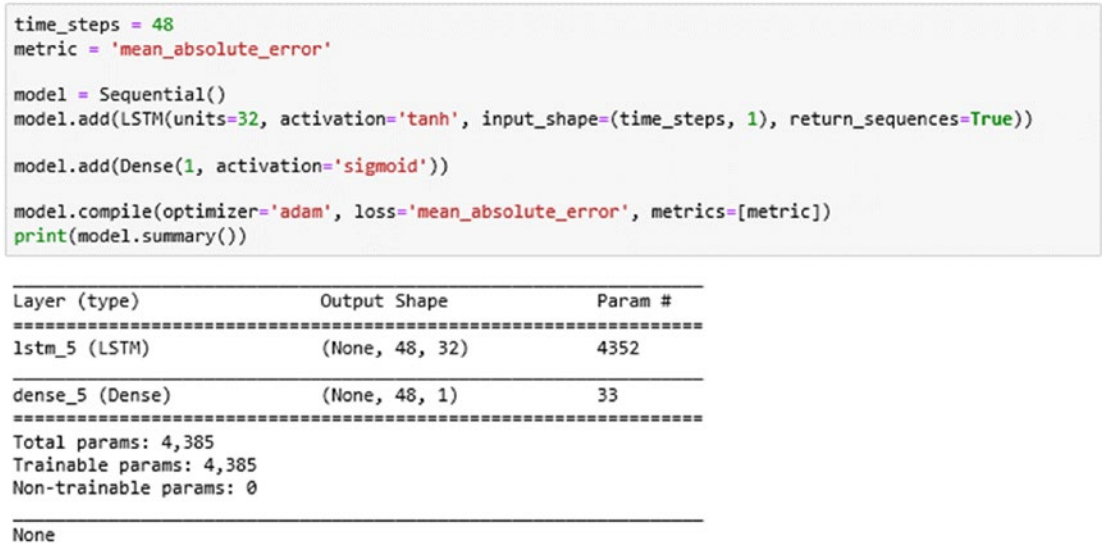 time_steps = 48
metric = 'mean_absolute_error'
model = Sequential()
model.add(LSTM(units=32, activation='tanh', input_shape=(time_steps, 1), return_sequences=True))
model.add(Dense(1, activation='sigmoid'))
model.compile(optimizer='adam', loss='mean_absolute_error', metrics=[metric])
print(model.summary())
Layer (type) Output Shape Param #
lstm_5 (LSTM) (None, 48, 32) 4352
dense_5 (Dense) (None, 48, 1) 33
Total params: 4,385
Trainable params: 4,385
Non-trainable params: 0
None